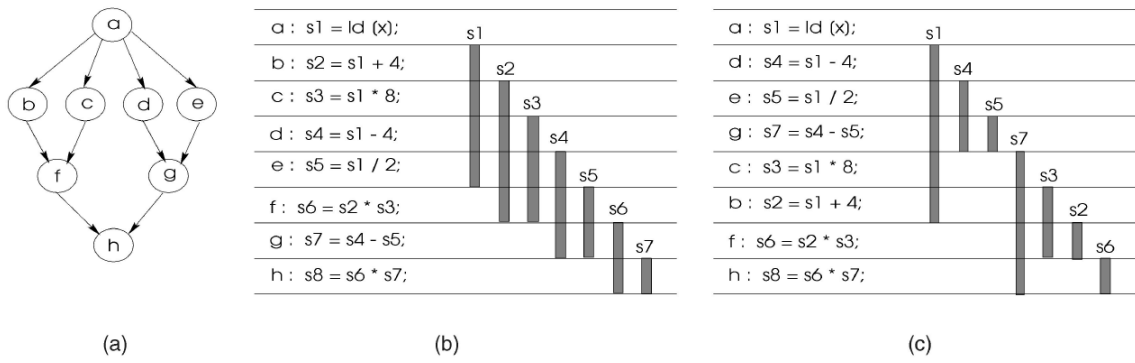 a
b c d e
f g
h
(a)
a : s1 = ld (x);
s1
b : s2 = s1 + 4;
s2
c : s3 = s1 * 8;
s3
d : s4 = s1 - 4;
s4
e : s5 = s1 / 2;
s5
f : s6 = s2 * s3;
s6
g : s7 = s4 - s5;
s7
h : s8 = s6 * s7;
(b)
a : s1 = ld (x);
s1
d : s4 = s1 - 4;
s4
e : s5 = s1 / 2;
s5
g : s7 = s4 - s5;
s7
c : s3 = s1 * 8;
s3
b : s2 = s1 + 4;
s2
f : s6 = s2 * s3;
s6
h : s8 = s6 * s7;
(c)